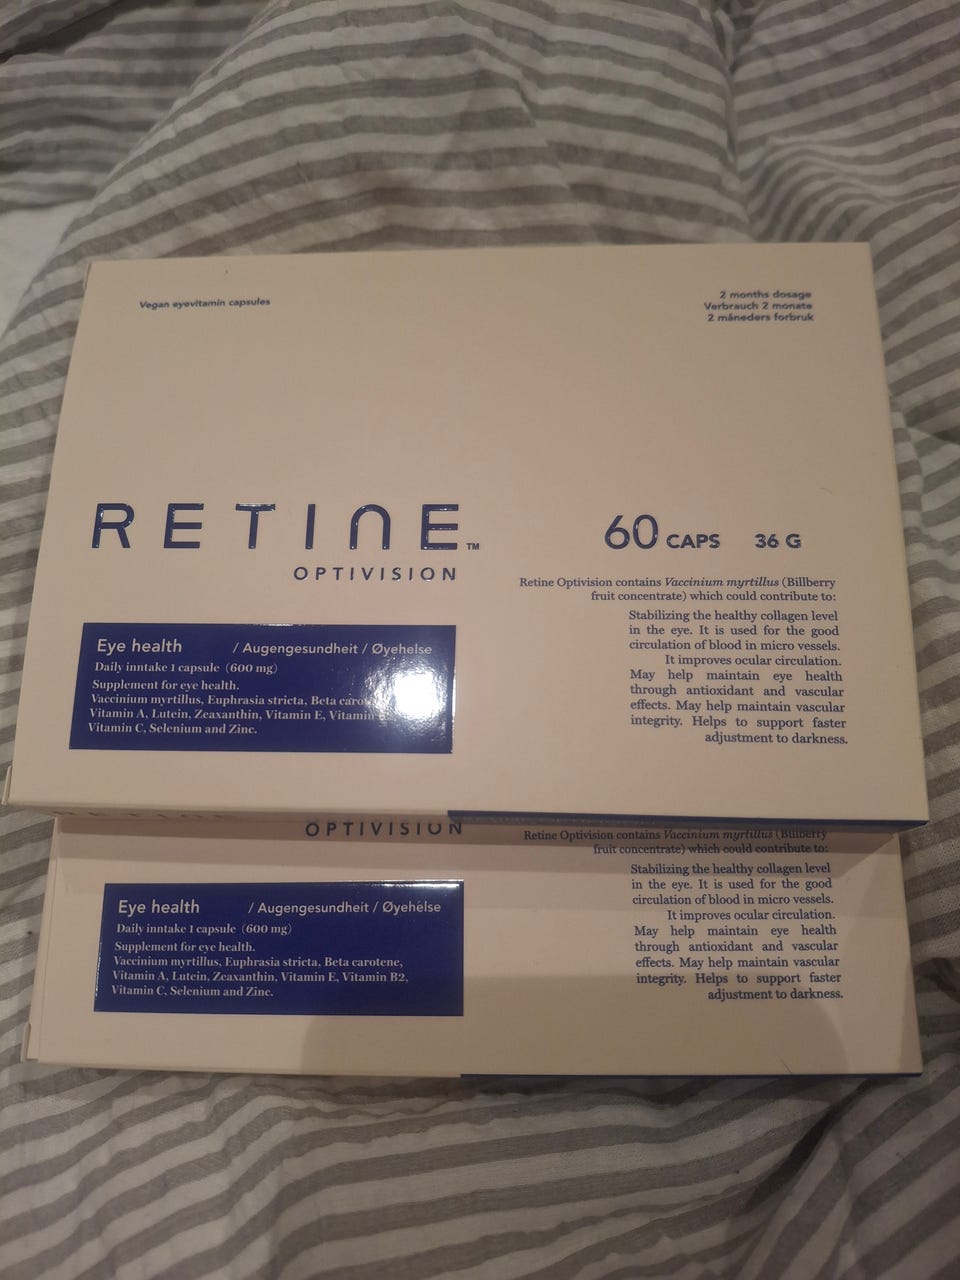 Vegan eyevitamin capsules
2 months dosage
Verbrauch 2 monate
2 måneders forbruk
RETINE™
OPTIVISION
60 CAPS 36 G
Retine Optivision contains Vaccinium myrtillus (Billberry
fruit concentrate) which could contribute to:
Stabilizing the healthy collagen level
in the eye. It is used for the good
circulation of blood in micro vessels.
It improves ocular circulation.
May help maintain eye health
through antioxidant and vascular
effects. May help maintain vascular
integrity. Helps to support faster
adjustment to darkness.
Eye health / Augengesundheit / Øyehelse
Daily inntake 1 capsule (600 mg)
Supplement for eye health.
Vaccinium myrtillus, Euphrasia stricta, Beta
Vitamin A, Lutein, Zeaxanthin, Vitamin E, Vitamin
Vitamin C, Selenium and Zinc.
OPTIVISION
Retine Optivision contains Vaccinium myrtillus (Billberry
fruit concentrate) which could contribute to:
Stabilizing the healthy collagen level
in the eye. It is used for the good
circulation of blood in micro vessels.
It improves ocular circulation.
May help maintain eye health
through antioxidant and vascular
effects. May help maintain vascular
integrity. Helps to support faster
adjustment to darkness.
Eye health / Augengesundheit / Øyehelse
Daily inntake 1 capsule (600 mg)
Supplement for eye health.
Vaccinium myrtillus, Euphrasia stricta, Beta carotene,
Vitamin A, Lutein, Zeaxanthin, Vitamin E, Vitamin B2,
Vitamin C, Selenium and Zinc.